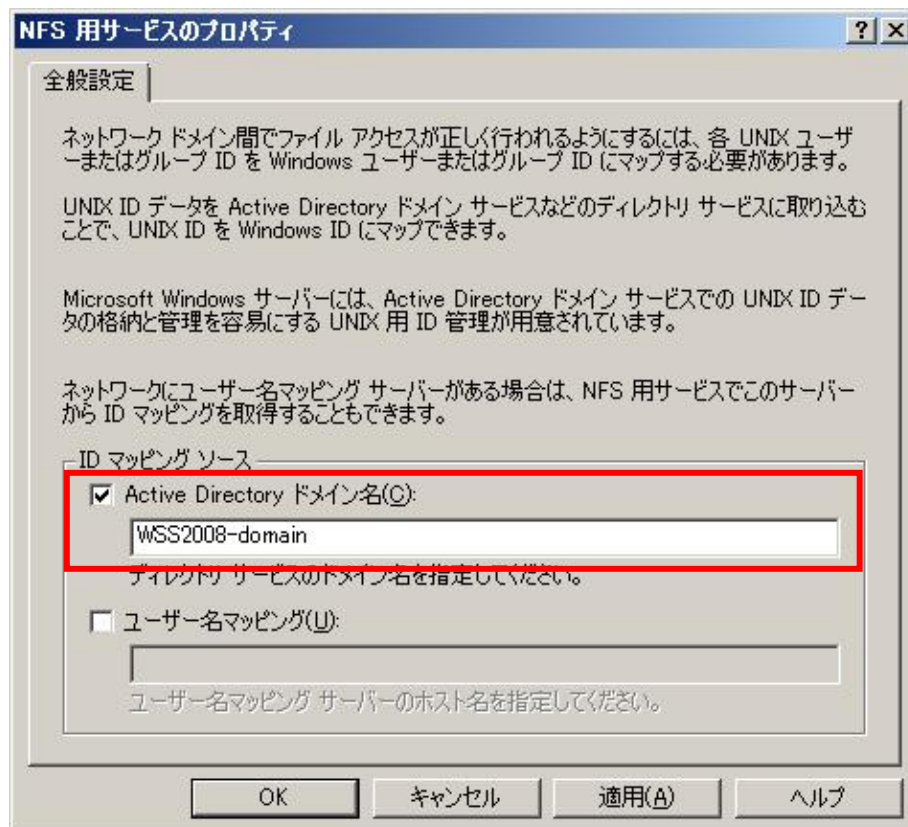 NFS 用サービスのプロパティ
全般設定
ネットワーク ドメイン間でファイル アクセスが正しく行われるようにするには、各 UNIX ユーザ
ーまたはグループ ID を Windows ユーザーまたはグループ ID にマップする必要があります。
UNIX ID データを Active Directory ドメイン サービスなどのディレクトリ サービスに取り込む
ことで、UNIX ID を Windows ID にマップできます。
Microsoft Windows サーバーには、Active Directory ドメイン サービスでの UNIX ID デー
タの格納と管理を容易にする UNIX 用 ID 管理が用意されています。
ネットワークにユーザー名マッピング サーバーがある場合は、NFS 用サービスでこのサーバー
から ID マッピングを取得することもできます。
ID マッピング ソース
Active Directory ドメイン名(C):
WSS2008-domain
ディレクトリ サービスのドメイン名を指定してください。
ユーザー名マッピング(U):
ユーザー名マッピング サーバーのホスト名を指定してください。
OK キャンセル 適用(A) ヘルプ